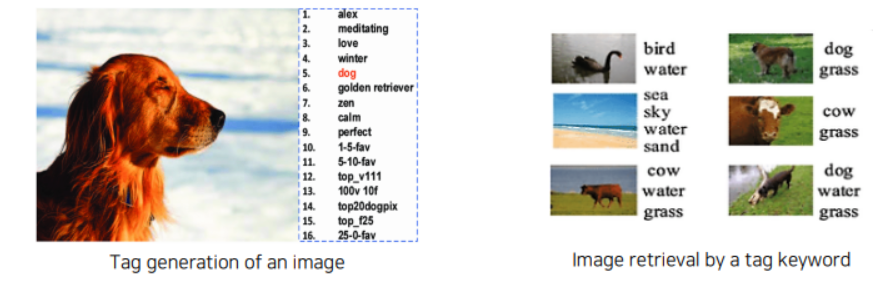 1. alex
2. meditating
3. love
4. winter
5. dog
6. golden retriever
7. zen
8. calm
9. perfect
10. 1-5-fav
11. 5-10-fav
12. top_v111
13. 100v 10f
14. top20dogpix
15. top_f25
16. 25-0-fav
Tag generation of an image
bird
water
dog
grass
sea
sky
water
sand
cow
grass
cow
water
grass
dog
water
grass
Image retrieval by a tag keyword